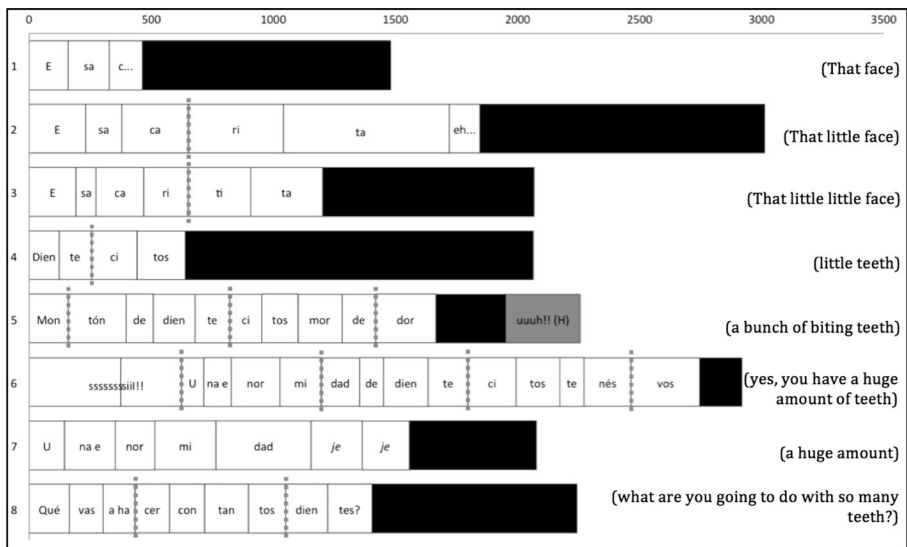 0 500 1000 1500 2000 2500 3000 3500
1 E sa c... (That face)
2 E sa ca ri ta eh... (That little face)
3 E sa ca ri ti ta (That little little face)
4 Dien te ci tos (little teeth)
5 Mon tón de dien te ci tos mor de dor uuuh!! (H) (a bunch of biting teeth)
6 ssssssssiil!! U na e nor mi dad de dien te ci tos te nés vos (yes, you have a huge
amount of teeth)
7 U na e nor mi dad je je (a huge amount)
8 Qué vas a ha cer con tan tos dien tes? (what are you going to do with so many
teeth?)